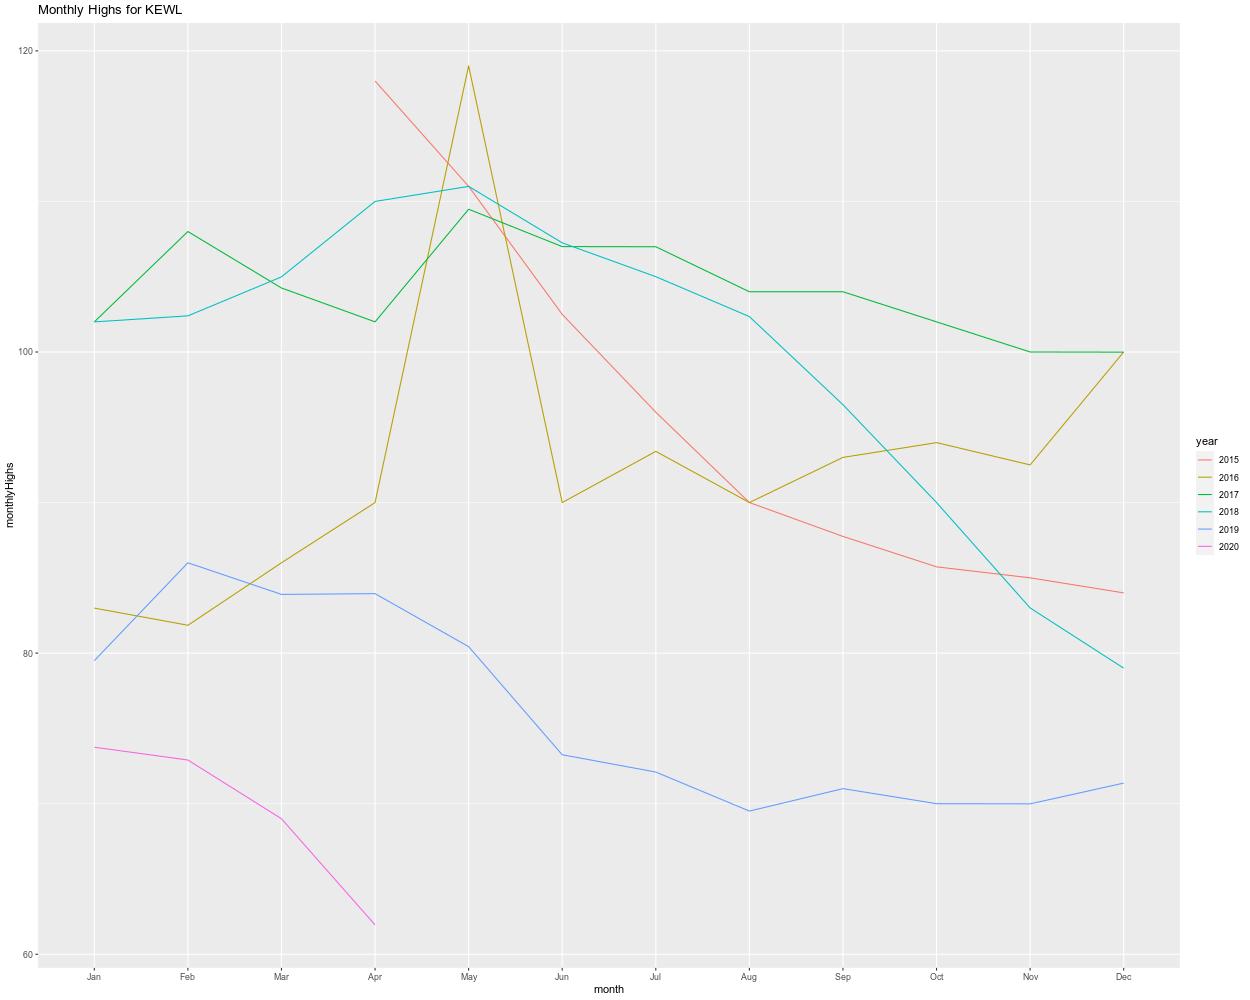 Monthly Highs for KEWL
120
100
80
60
monthlyHighs
Jan Feb Mar Apr May Jun Jul Aug Sep Oct Nov Dec
month
year
2015
2016
2017
2018
2019
2020